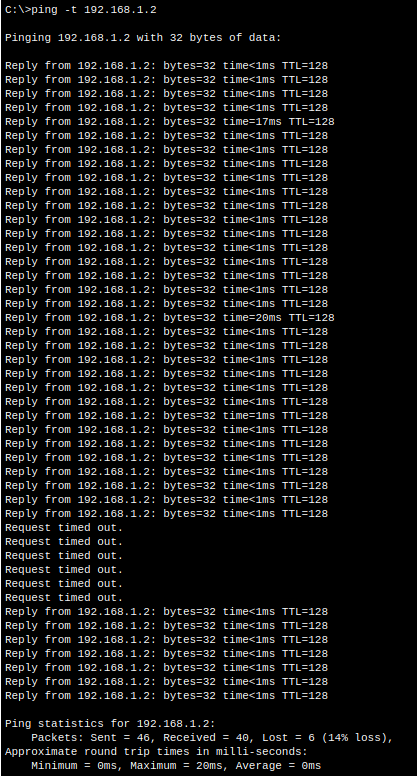 C:\>ping -t 192.168.1.2
Pinging 192.168.1.2 with 32 bytes of data:
Reply from 192.168.1.2: bytes=32 time<1ms TTL=128
Reply from 192.168.1.2: bytes=32 time<1ms TTL=128
Reply from 192.168.1.2: bytes=32 time<1ms TTL=128
Reply from 192.168.1.2: bytes=32 time<1ms TTL=128
Reply from 192.168.1.2: bytes=32 time=17ms TTL=128
Reply from 192.168.1.2: bytes=32 time<1ms TTL=128
Reply from 192.168.1.2: bytes=32 time<1ms TTL=128
Reply from 192.168.1.2: bytes=32 time<1ms TTL=128
Reply from 192.168.1.2: bytes=32 time<1ms TTL=128
Reply from 192.168.1.2: bytes=32 time<1ms TTL=128
Reply from 192.168.1.2: bytes=32 time<1ms TTL=128
Reply from 192.168.1.2: bytes=32 time<1ms TTL=128
Reply from 192.168.1.2: bytes=32 time<1ms TTL=128
Reply from 192.168.1.2: bytes=32 time<1ms TTL=128
Reply from 192.168.1.2: bytes=32 time<1ms TTL=128
Reply from 192.168.1.2: bytes=32 time<1ms TTL=128
Reply from 192.168.1.2: bytes=32 time<1ms TTL=128
Reply from 192.168.1.2: bytes=32 time<1ms TTL=128
Reply from 192.168.1.2: bytes=32 time=20ms TTL=128
Reply from 192.168.1.2: bytes=32 time<1ms TTL=128
Reply from 192.168.1.2: bytes=32 time<1ms TTL=128
Reply from 192.168.1.2: bytes=32 time<1ms TTL=128
Reply from 192.168.1.2: bytes=32 time<1ms TTL=128
Reply from 192.168.1.2: bytes=32 time<1ms TTL=128
Reply from 192.168.1.2: bytes=32 time<1ms TTL=128
Reply from 192.168.1.2: bytes=32 time<1ms TTL=128
Reply from 192.168.1.2: bytes=32 time<1ms TTL=128
Reply from 192.168.1.2: bytes=32 time<1ms TTL=128
Reply from 192.168.1.2: bytes=32 time<1ms TTL=128
Reply from 192.168.1.2: bytes=32 time<1ms TTL=128
Reply from 192.168.1.2: bytes=32 time<1ms TTL=128
Reply from 192.168.1.2: bytes=32 time<1ms TTL=128
Reply from 192.168.1.2: bytes=32 time<1ms TTL=128
Request timed out.
Request timed out.
Request timed out.
Request timed out.
Request timed out.
Request timed out.
Reply from 192.168.1.2: bytes=32 time<1ms TTL=128
Reply from 192.168.1.2: bytes=32 time<1ms TTL=128
Reply from 192.168.1.2: bytes=32 time<1ms TTL=128
Reply from 192.168.1.2: bytes=32 time<1ms TTL=128
Reply from 192.168.1.2: bytes=32 time<1ms TTL=128
Reply from 192.168.1.2: bytes=32 time<1ms TTL=128
Reply from 192.168.1.2: bytes=32 time<1ms TTL=128
Ping statistics for 192.168.1.2:
    Packets: Sent = 46, Received = 40, Lost = 6 (14% loss),
Approximate round trip times in milli-seconds:
    Minimum = 0ms, Maximum = 20ms, Average = 0ms